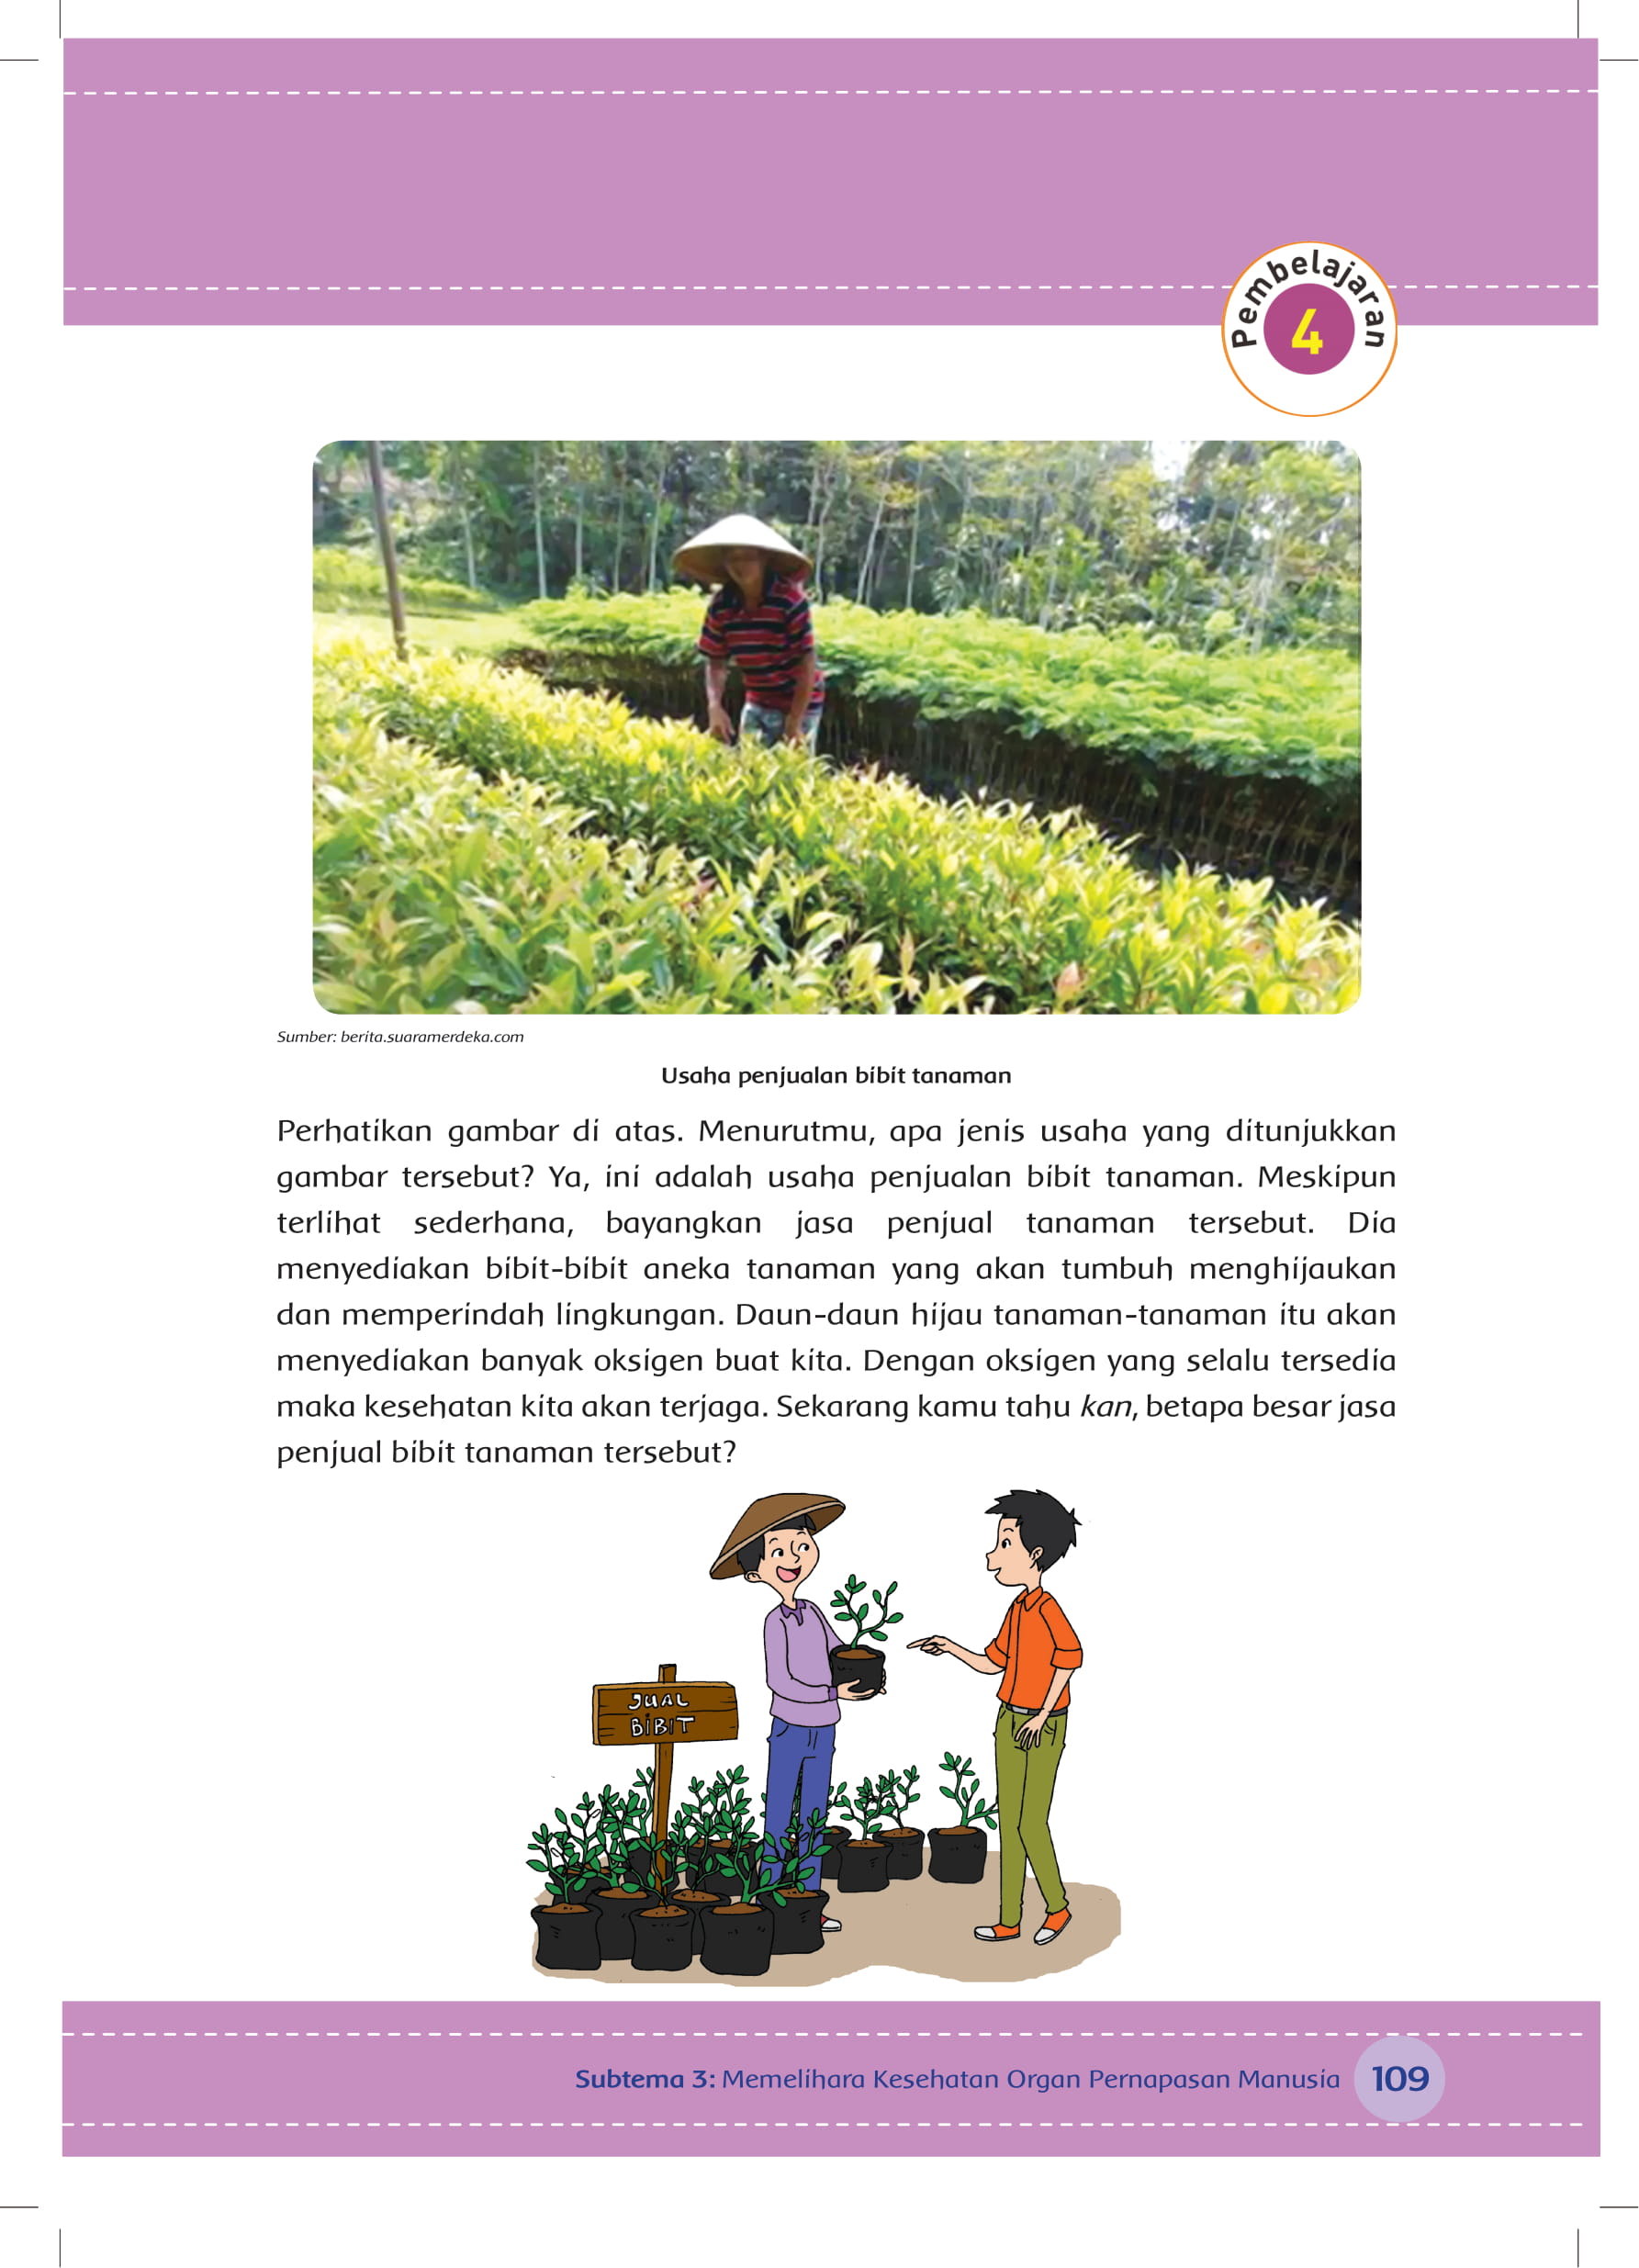 Pembelajaran
4
Sumber: berita.suaramerdeka.com
Usaha penjualan bibit tanaman
Perhatikan gambar di atas. Menurutmu, apa jenis usaha yang ditunjukkan
gambar tersebut? Ya, ini adalah usaha penjualan bibit tanaman. Meskipun
terlihat sederhana, bayangkan jasa penjual tanaman tersebut. Dia
menyediakan bibit-bibit aneka tanaman yang akan tumbuh menghijaukan
dan memperindah lingkungan. Daun-daun hijau tanaman-tanaman itu akan
menyediakan banyak oksigen buat kita. Dengan oksigen yang selalu tersedia
maka kesehatan kita akan terjaga. Sekarang kamu tahu kan, betapa besar jasa
penjual bibit tanaman tersebut?
JUAL
BIBIT
Subtema 3: Memelihara Kesehatan Organ Pernapasan Manusia 109